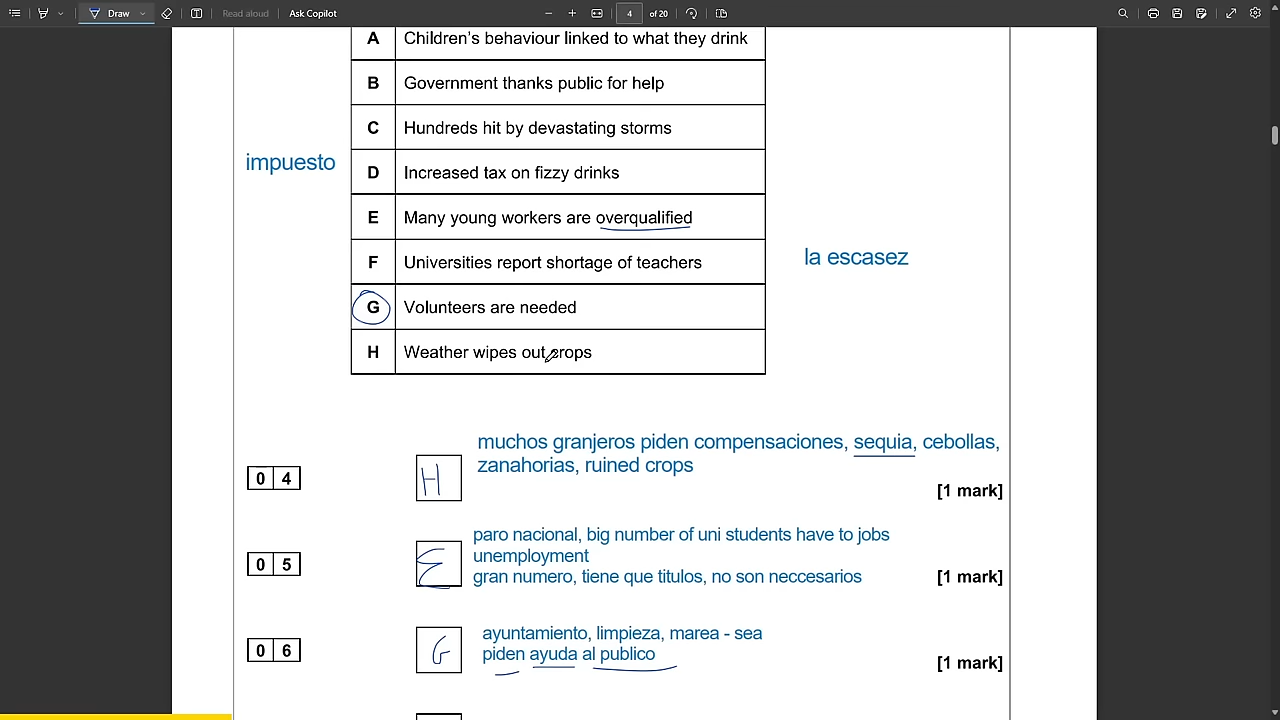 Draw
Read aloud
Ask Copilot
4
of 20
A Children's behaviour linked to what they drink
B Government thanks public for help
C Hundreds hit by devastating storms
impuesto
D Increased tax on fizzy drinks
E Many young workers are overqualified
F Universities report shortage of teachers
la escasez
G Volunteers are needed
H Weather wipes out crops
muchos granjeros piden compensaciones, sequia, cebollas,
zanahorias, ruined crops
0 4
H
[1 mark]
paro nacional, big number of uni students have to jobs
unemployment
gran numero, tiene que titulos, no son neccesarios
0 5
E
[1 mark]
ayuntamiento, limpieza, marea - sea
piden ayuda al publico
0 6
G
[1 mark]